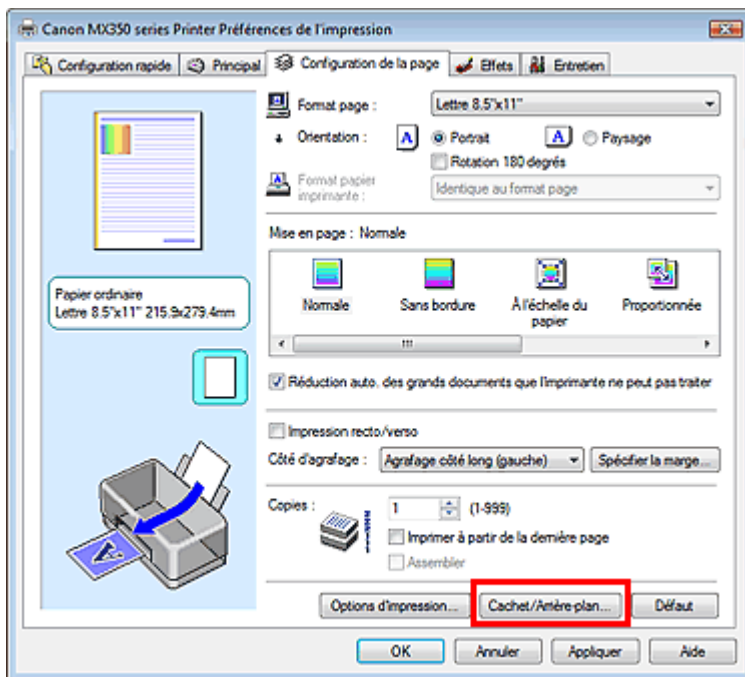 Canon MX350 series Printer Préférences de l'impression
Configuration rapide
Principal
Configuration de la page
Effets
Entretien
Format page :
Lettre 8.5"x11"
Orientation :
A
Portrait
A
Paysage
Rotation 180 degrés
Format papier
imprimante :
Identique au format page
Mise en page : Normale
Normale
Sans bordure
À l'échelle du
papier
Proportionnée
Papier ordinaire
Lettre 8.5"x11" 215.9x279.4mm
Réduction auto. des grands documents que l'imprimante ne peut pas traiter
Impression recto/verso
Côté d'agrafage :
Agrafage côté long (gauche)
Spécifier la marge...
Copies :
1
(1-999)
Imprimer à partir de la dernière page
Assembler
Options d'impression...
Cachet/Arrière-plan...
Défaut
OK
Annuler
Appliquer
Aide